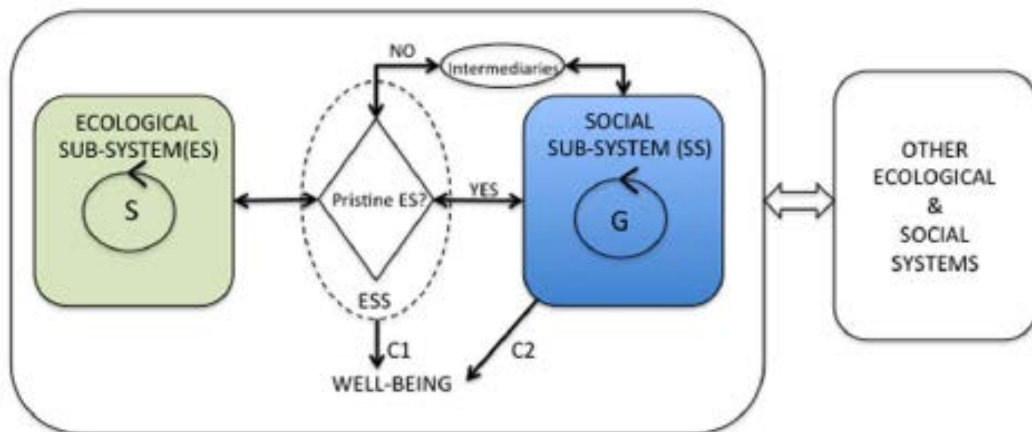 NO
Intermediaries
ECOLOGICAL
SUB-SYSTEM(ES)
S
Pristine ES?
YES
SOCIAL
SUB-SYSTEM (SS)
G
ESS
C1
C2
WELL-BEING
OTHER
ECOLOGICAL
&
SOCIAL
SYSTEMS